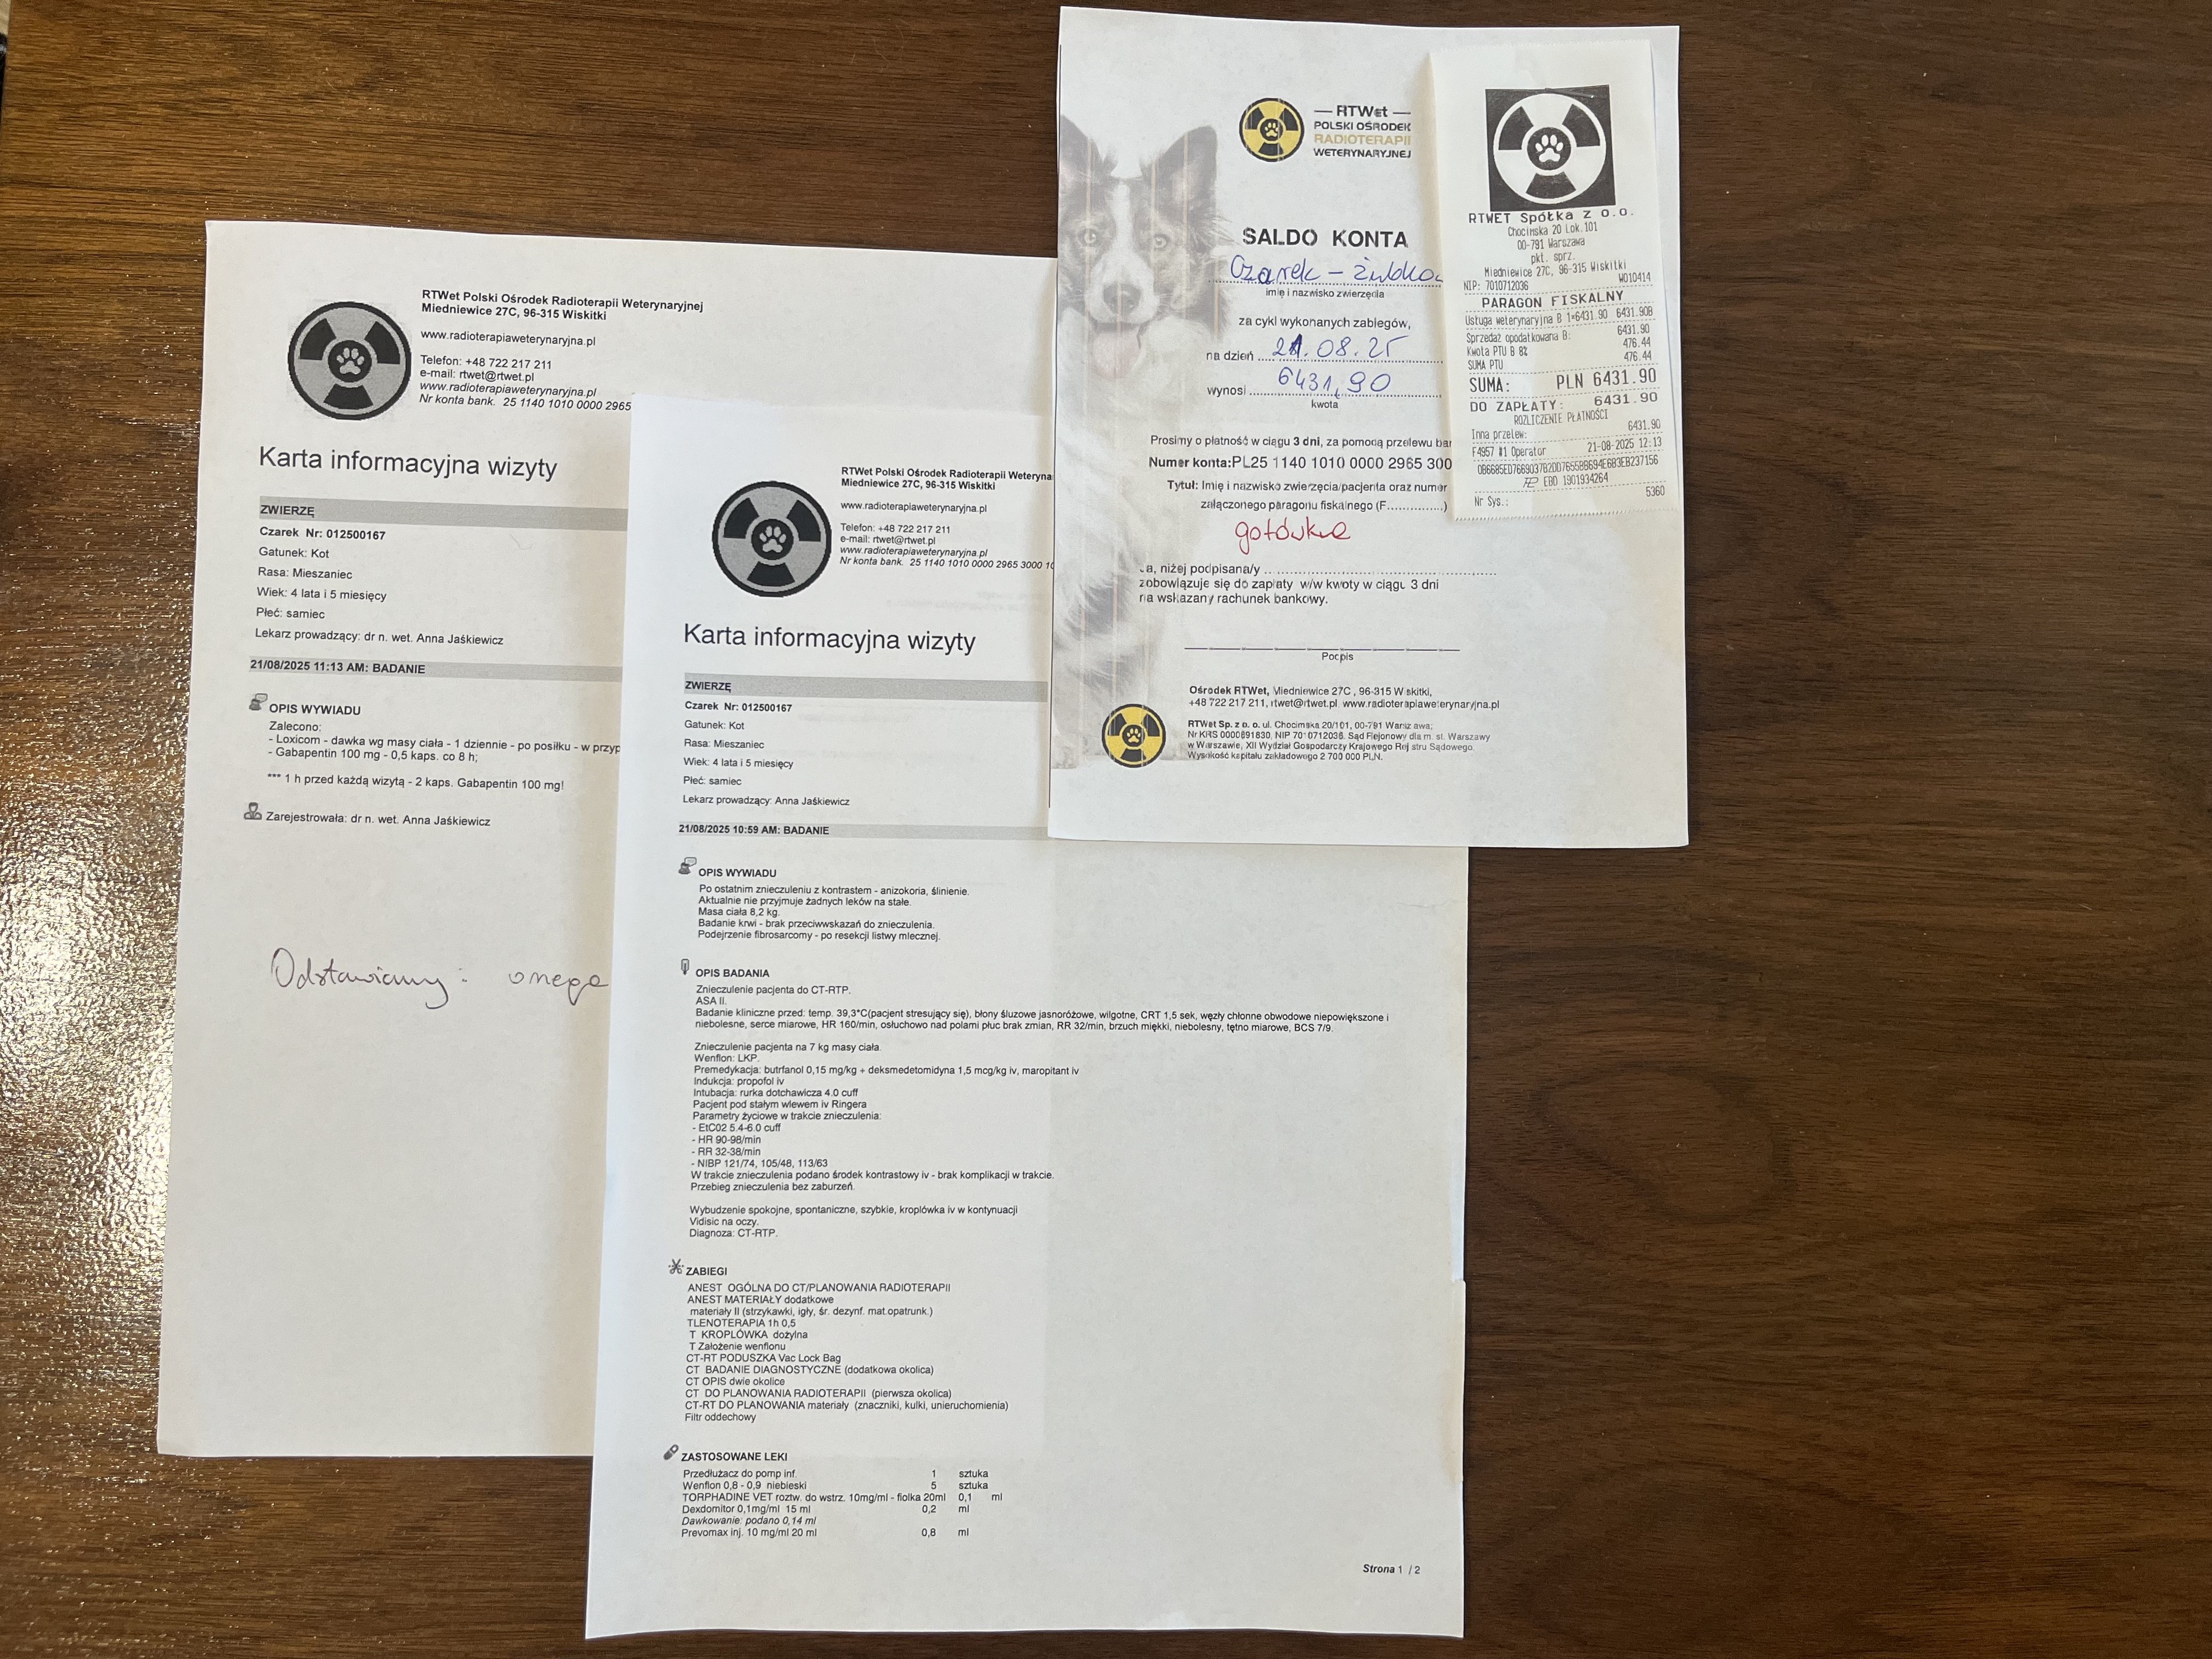 RTWet Polski Ośrodek Radioterapii Weterynaryjnej
Miedniewice 27C, 96-315 Wiskitki
www.radioterapiaweterynaryjna.pl
Telefon: +48 722 217 211
e-mail: rtwet@rtwet.pl
www.radioterapiaweterynaryjna.pl
Nr konta bank. 25 1140 1010 0000 2965
Karta informacyjna wizyty
ZWIERZĘ
Czarek Nr: 012500167
Gatunek: Kot
Rasa: Mieszaniec
Wiek: 4 lata i 5 miesięcy
Płeć: samiec
Lekarz prowadzący: dr n. wet. Anna Jaśkiewicz
21/08/2025 11:13 AM: BADANIE
OPIS WYWIADU
Zalecono:
- Loxicom - dawka wg masy ciała - 1 dziennie - po posiłku - w przyp
- Gabapentin 100 mg - 0,5 kaps. co 8 h;
*** 1 h przed każdą wizytą - 2 kaps. Gabapentin 100 mg!
Zarejestrowała: dr n. wet. Anna Jaśkiewicz
Odstawiamy: omega
RTWet Polski Ośrodek Radioterapii Weteryna
Miedniewice 27C, 96-315 Wiskitki
www.radioterapiaweterynaryjna.pl
Telefon: +48 722 217 211
e-mail: rtwet@rtwet.pl
www.radioterapiaweterynaryjna.pl
Nr konta bank. 25 1140 1010 0000 2965 3000 10
Karta informacyjna wizyty
ZWIERZĘ
Czarek Nr: 012500167
Gatunek: Kot
Rasa: Mieszaniec
Wiek: 4 lata i 5 miesięcy
Płeć: samiec
Lekarz prowadzący: Anna Jaśkiewicz
21/08/2025 10:59 AM: BADANIE
OPIS WYWIADU
Po ostatnim znieczuleniu z kontrastem - anizokoria, ślinienie.
Aktualnie nie przyjmuje żadnych leków na stałe.
Masa ciała 8,2 kg.
Badanie krwi - brak przeciwwskazań do znieczulenia.
Podejrzenie fibrosarcomy - po resekcji listwy mlecznej.
OPIS BADANIA
Znieczulenie pacjenta do CT-RTP.
ASA II.
Badanie kliniczne przed: temp. 39,3°C(pacjent stresujący się), błony śluzowe jasnoróżowe, wilgotne, CRT 1,5 sek, węzły chłonne obwodowe niepowiększone i
niebolesne, serce miarowe, HR 160/min, osłuchowo nad polami płuc brak zmian, RR 32/min, brzuch miękki, niebolesny, tętno miarowe, BCS 7/9.
Znieczulenie pacjenta na 7 kg masy ciała.
Wenflon: LKP.
Premedykacja: butrfanol 0,15 mg/kg + deksmedetomidyna 1,5 mcg/kg iv, maropitant iv
Indukcja: propofol iv
Intubacja: rurka dotchawicza 4.0 cuff
Pacjent pod stałym wlewem iv Ringera
Parametry życiowe w trakcie znieczulenia:
- EtC02 5.4-6.0 cuff
- HR 90-98/min
- RR 32-38/min
- NIBP 121/74, 105/48, 113/63
W trakcie znieczulenia podano środek kontrastowy iv - brak komplikacji w trakcie.
Przebieg znieczulenia bez zaburzeń.
Wybudzenie spokojne, spontaniczne, szybkie, kroplówka iv w kontynuacji
Vidisic na oczy.
Diagnoza: CT-RTP.
ZABIEGI
ANEST OGÓLNA DO CT/PLANOWANIA RADIOTERAPII
ANEST MATERIAŁY dodatkowe
materiały II (strzykawki, igły, śr. dezynf. mat.opatrunk.)
TLENOTERAPIA 1h 0,5
T KROPLÓWKA dożylna
T Założenie wenflonu
CT-RT PODUSZKA Vac Lock Bag
CT BADANIE DIAGNOSTYCZNE (dodatkowa okolica)
CT OPIS dwie okolice
CT DO PLANOWANIA RADIOTERAPII (pierwsza okolica)
CT-RT DO PLANOWANIA materiały (znaczniki, kulki, unieruchomienia)
Filtr oddechowy
ZASTOSOWANE LEKI
Przedłużacz do pomp inf. 1 sztuka
Wenflon 0,8 - 0,9 niebieski 5 sztuka
TORPHADINE VET roztw. do wstrz. 10mg/ml - fiolka 20ml 0,1 ml
Dexdomitor 0,1mg/ml 15 ml 0,2 ml
Dawkowanie: podano 0,14 ml
Prevomax inj. 10 mg/ml 20 ml 0,8 ml
Strona 1 / 2
RTWet
POLSKI OŚRODEK
RADIOTERAPII
WETERYNARYJNEJ
SALDO KONTA
Czarek -
imię i nazwisko zwierzęcia
za cykl wykonanych zabiegów,
na dzień 21.08.25
wynosi 6431,90
kwota
Prosimy o płatność w ciągu 3 dni, za pomocą przelewu ban
Numer konta:PL25 1140 1010 0000 2965 300
Tytuł: Imię i nazwisko zwierzęcia/pacjenta oraz numer
załączonego paragonu fiskalnego (F..............)
gotówka
Ja, niżej podpisana/y
zobowiązuje się do zapłaty w/w kwoty w ciągu 3 dni
na wskazany rachunek bankowy.
Podpis
Ośrodek RTWet, Miedniewice 27C, 96-315 Wiskitki,
+48 722 217 211, rtwet@rtwet.pl, www.radioterapiaweterynaryjna.pl
RTWet Sp. z o. o. ul. Chocimska 20/101, 00-791 Warszawa;
Nr KRS 0000691830, NIP 7010712036. Sąd Rejonowy dla m. st. Warszawy
w Warszawie, XII Wydział Gospodarczy Krajowego Rejestru Sądowego.
Wysokość kapitału zakładowego 2 700 000 PLN.
RTWET Spółka z o.o.
Chocimska 20 Lok.101
00-791 Warszawa
pkt. sprz.
Miedniewice 27C, 96-315 Wiskitki
NIP: 7010712036 W010414
PARAGON FISKALNY
Usługa weterynaryjna B 1*6431.90 6431.90B
Sprzedaż opodatkowana B: 6431.90
Kwota PTU B 8% 476.44
SUMA PTU 476.44
SUMA: PLN 6431.90
DO ZAPŁATY: 6431.90
ROZLICZENIE PŁATNOŚCI
Inna przelew: 6431.90
F4957 #1 Operator 21-08-2025 12:13
EBD 1901934264
Nr Sys.: 5360